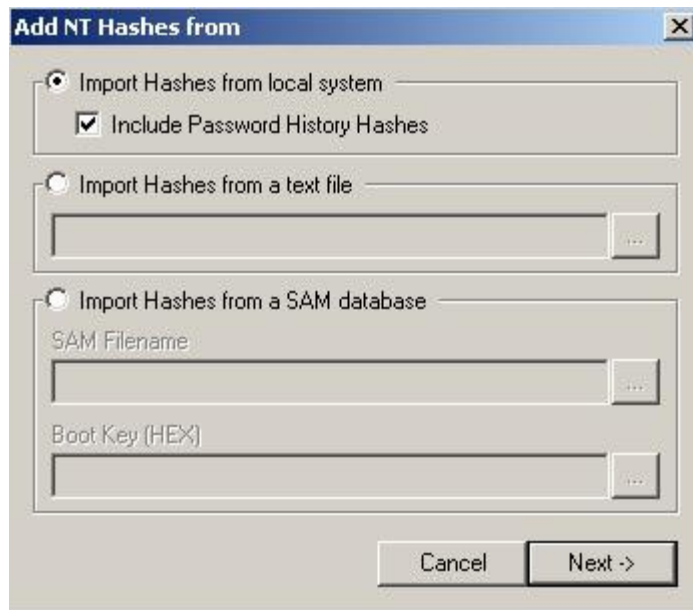 Add NT Hashes from
Import Hashes from local system
Include Password History Hashes
Import Hashes from a text file
...
Import Hashes from a SAM database
SAM Filename
...
Boot Key (HEX)
...
Cancel
Next ->